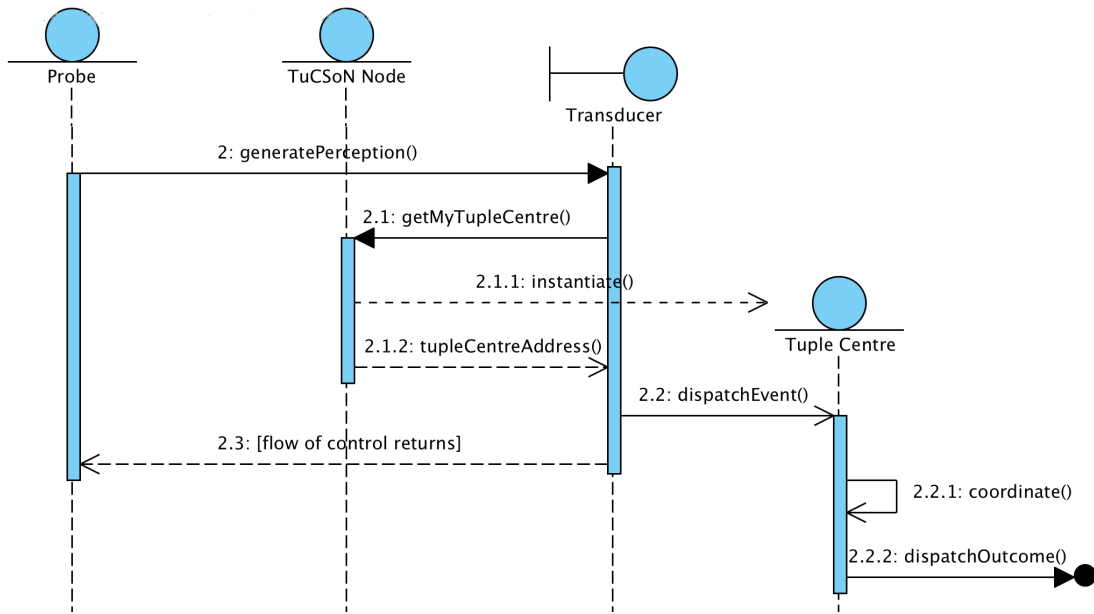 Probe
TuCSoN Node
Transducer
2: generatePerception()
2.1: getMyTupleCentre()
2.1.1: instantiate()
Tuple Centre
2.1.2: tupleCentreAddress()
2.2: dispatchEvent()
2.3: [flow of control returns]
2.2.1: coordinate()
2.2.2: dispatchOutcome()